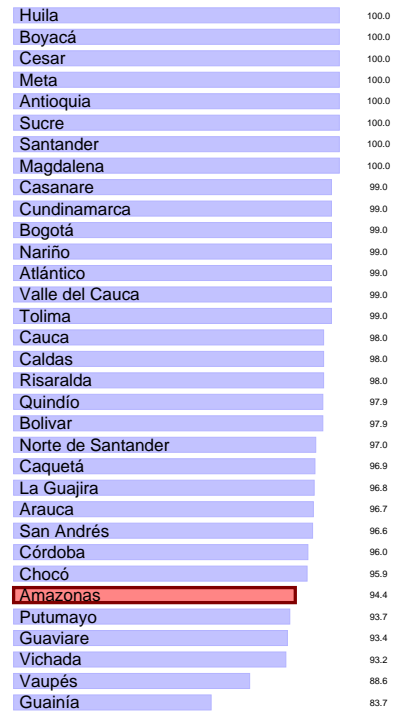 Huila 100.0
Boyacá 100.0
Cesar 100.0
Meta 100.0
Antioquia 100.0
Sucre 100.0
Santander 100.0
Magdalena 100.0
Casanare 99.0
Cundinamarca 99.0
Bogotá 99.0
Nariño 99.0
Atlántico 99.0
Valle del Cauca 99.0
Tolima 99.0
Cauca 98.0
Caldas 98.0
Risaralda 98.0
Quindío 97.9
Bolivar 97.9
Norte de Santander 97.0
Caquetá 96.9
La Guajira 96.8
Arauca 96.7
San Andrés 96.6
Córdoba 96.0
Chocó 95.9
Amazonas 94.4
Putumayo 93.7
Guaviare 93.4
Vichada 93.2
Vaupés 88.6
Guainía 83.7